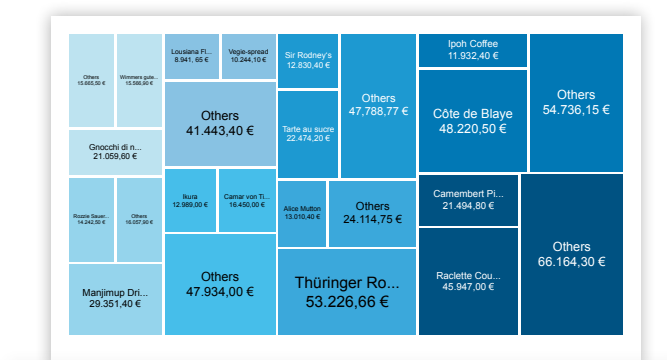 Others
15.665,50 €
Wimmers gute...
15.566,90 €
Gnocchi di n...
21.059,60 €
Rozzie Sauer...
14.242,50 €
Others
16.057,90 €
Manjimup Dri...
29.351,40 €
Lousiana Fi...
8.941, 65 €
Vegie-spread
10.244,10 €
Others
41.443,40 €
Ikura
12.989,00 €
Camar von Ti...
16.450,00 €
Others
47.934,00 €
Sir Rodney's
12.830,40 €
Tarte au sucre
22.474,20 €
Others
47,788,77 €
Alice Mutton
13.010,40 €
Others
24.114,75 €
Thüringer Ro...
53.226,66 €
Ipoh Coffee
11.932,40 €
Côte de Blaye
48.220,50 €
Others
54.736,15 €
Camembert Pi...
21.494,80 €
Raclette Cou...
45.947,00 €
Others
66.164,30 €